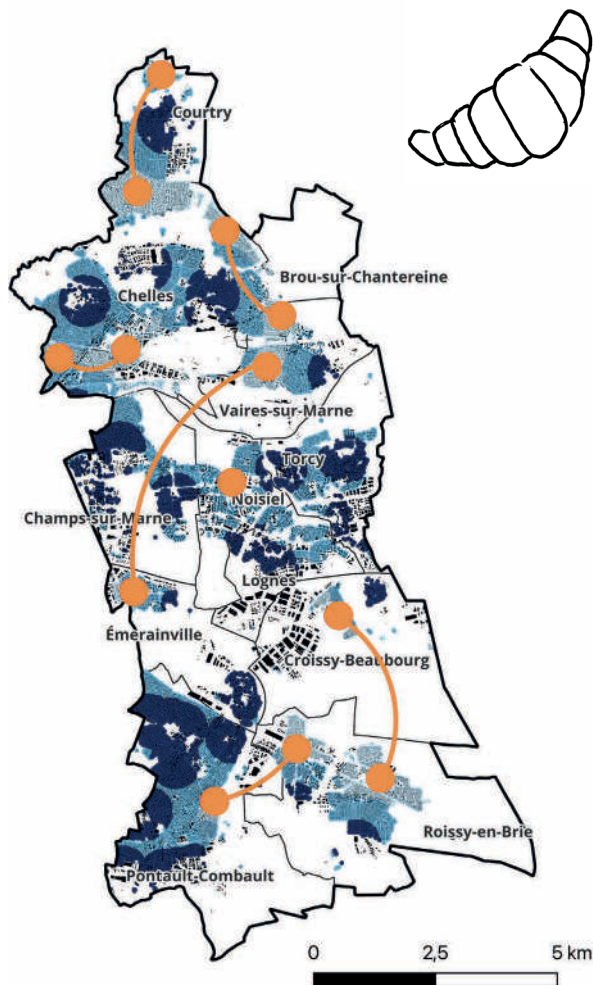 Courtry
Brou-sur-Chantereine
Chelles
Vaires-sur-Marne
Torcy
Noisiel
Champs-sur-Marne
Lognes
Émerainville
Croissy-Beaubourg
Roissy-en-Brie
Pontault-Combault
0 2,5 5 km